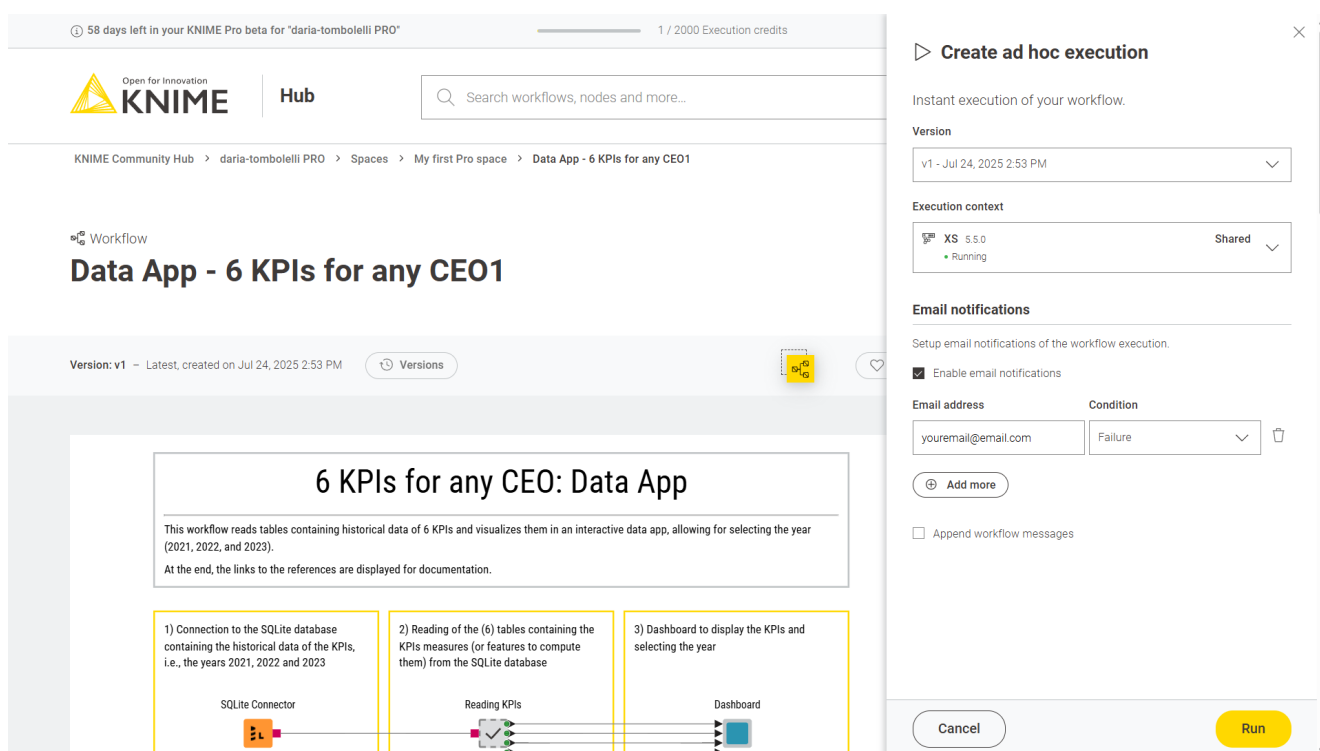 58 days left in your KNIME Pro beta for "daria-tombolelli PRO"
1 / 2000 Execution credits
Open for Innovation
KNIME
Hub
Search workflows, nodes and more...
KNIME Community Hub > daria-tombolelli PRO > Spaces > My first Pro space > Data App - 6 KPIs for any CEO1
Workflow
Data App - 6 KPIs for any CEO1
Version: v1 – Latest, created on Jul 24, 2025 2:53 PM
Versions
6 KPIs for any CEO: Data App
This workflow reads tables containing historical data of 6 KPIs and visualizes them in an interactive data app, allowing for selecting the year
(2021, 2022, and 2023).
At the end, the links to the references are displayed for documentation.
1) Connection to the SQLite database
containing the historical data of the KPIs,
i.e., the years 2021, 2022 and 2023
SQLite Connector
2) Reading of the (6) tables containing the
KPIs measures (or features to compute
them) from the SQLite database
Reading KPIs
3) Dashboard to display the KPIs and
selecting the year
Dashboard
Create ad hoc execution
Instant execution of your workflow.
Version
v1 - Jul 24, 2025 2:53 PM
Execution context
XS 5.5.0
Shared
Running
Email notifications
Setup email notifications of the workflow execution.
Enable email notifications
Email address
Condition
youremail@email.com
Failure
Add more
Append workflow messages
Cancel
Run